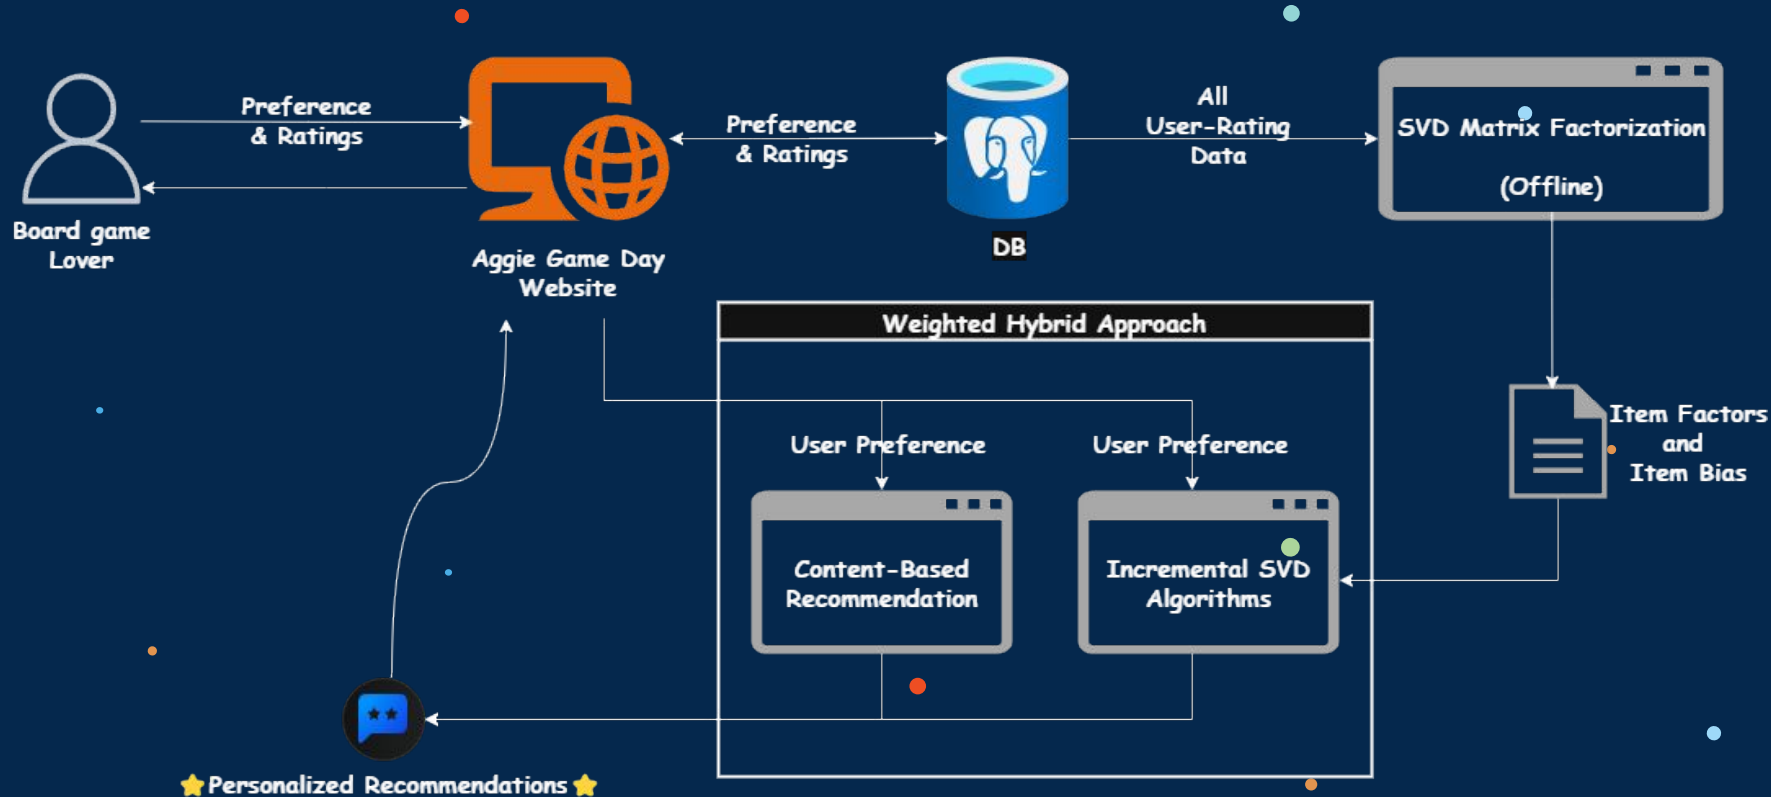 Preference
& Ratings
Board game
Lover
Aggie Game Day
Website
Preference
& Ratings
DB
All
User-Rating
Data
SVD Matrix Factorization
(Offline)
Item Factors
and
Item Bias
Weighted Hybrid Approach
User Preference
User Preference
Content-Based
Recommendation
Incremental SVD
Algorithms
Personalized Recommendations